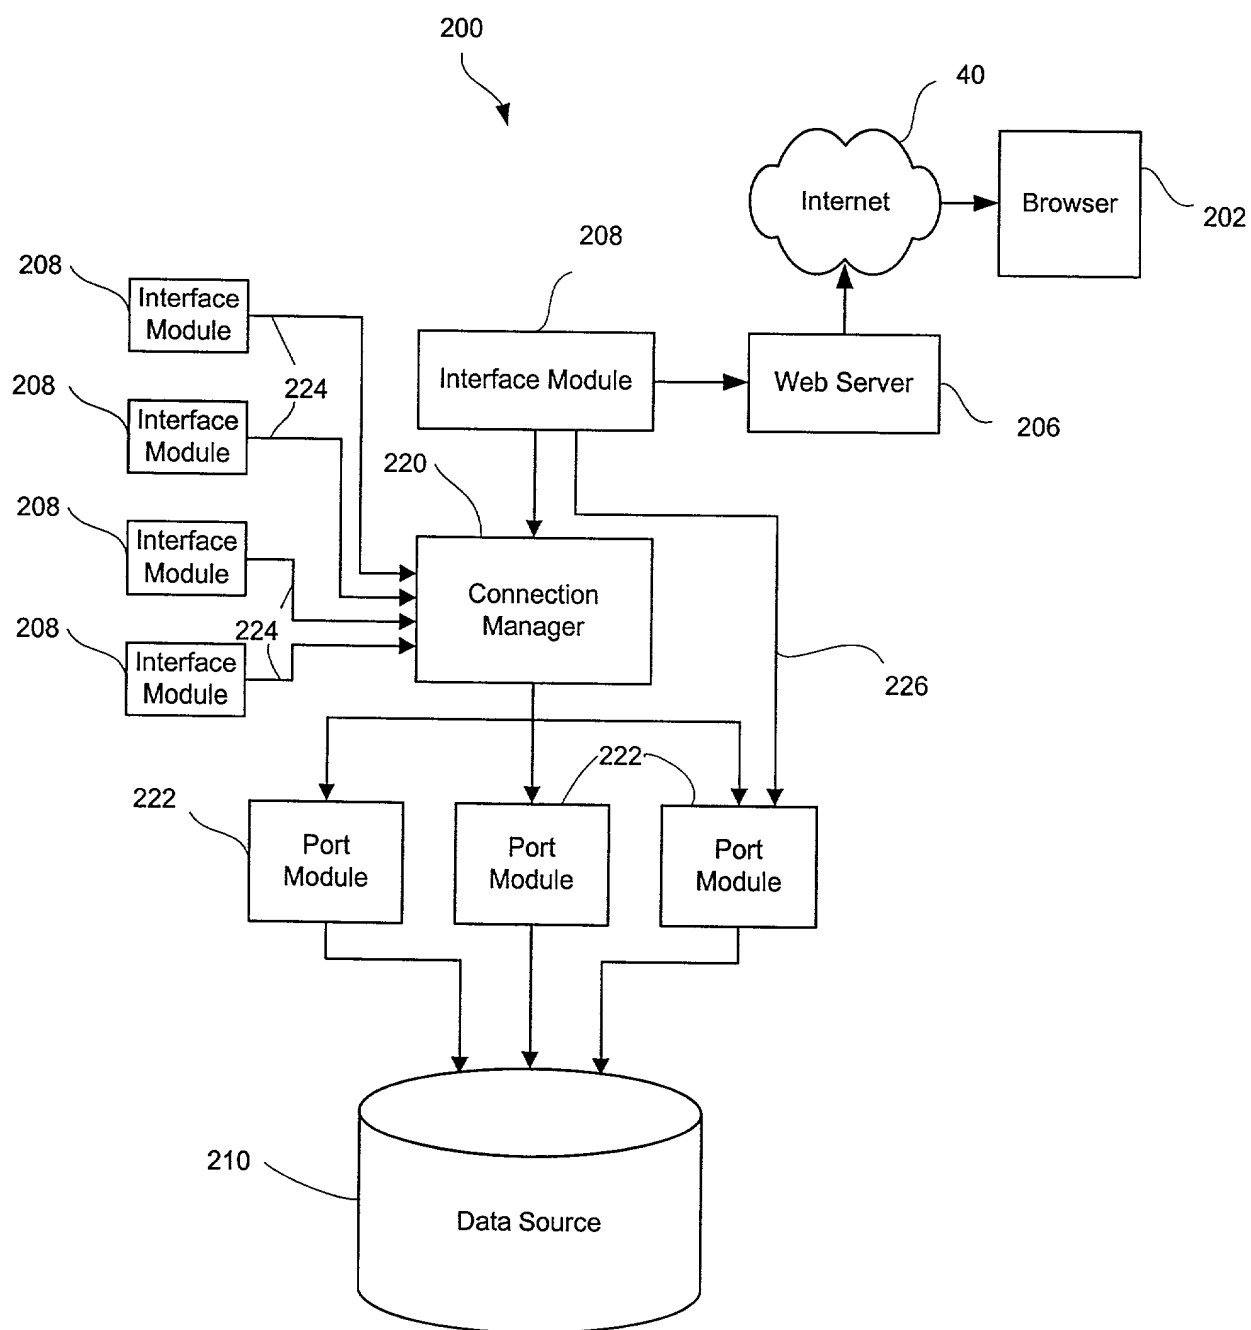 200
40
Internet
Browser
202
208
208
Interface
Module
Interface Module
Web Server
206
224
208
Interface
Module
220
208
Interface
Module
Connection
Manager
224
208
Interface
Module
226
222
222
Port
Module
Port
Module
Port
Module
210
Data Source